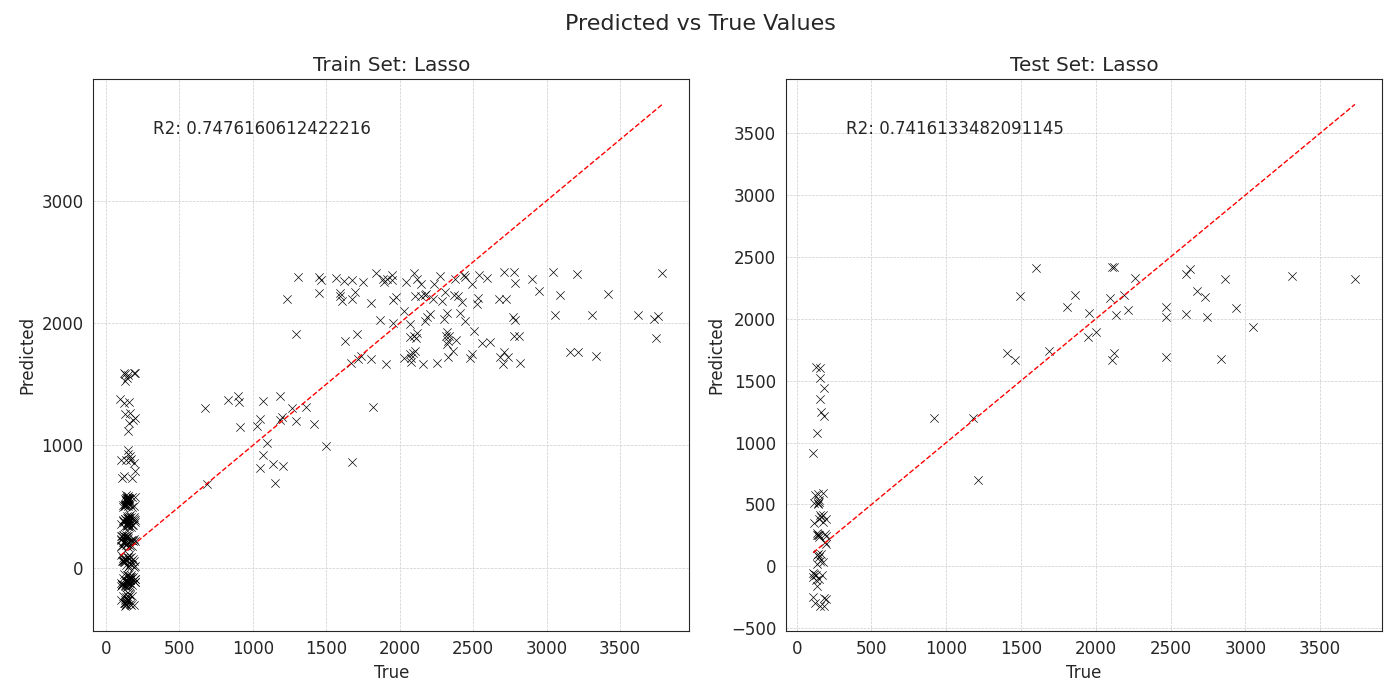 Predicted vs True Values
Train Set: Lasso
R2: 0.7476160612422216
3000
2000
1000
0
Predicted
0 500 1000 1500 2000 2500 3000 3500
True
Test Set: Lasso
R2: 0.7416133482091145
3500
3000
2500
2000
1500
1000
500
0
−500
Predicted
0 500 1000 1500 2000 2500 3000 3500
True